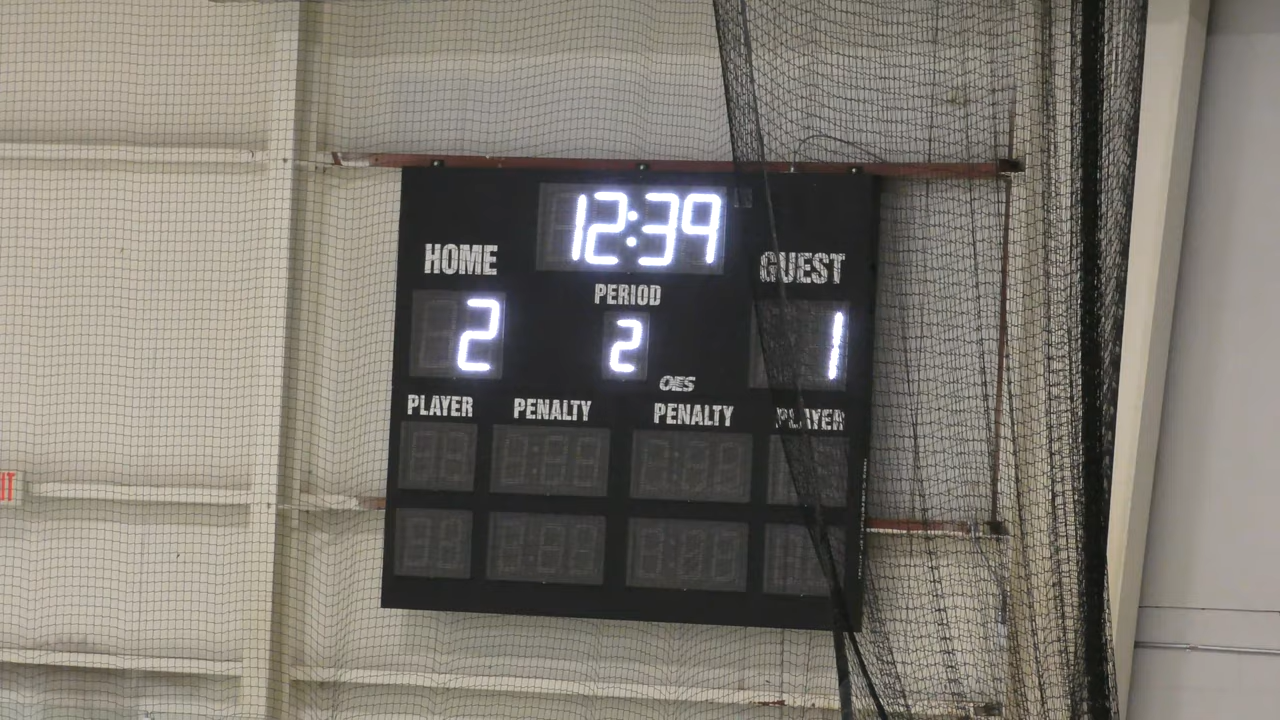 12:39
HOME
GUEST
PERIOD
2
2
1
OES
PLAYER PENALTY PENALTY PLAYER